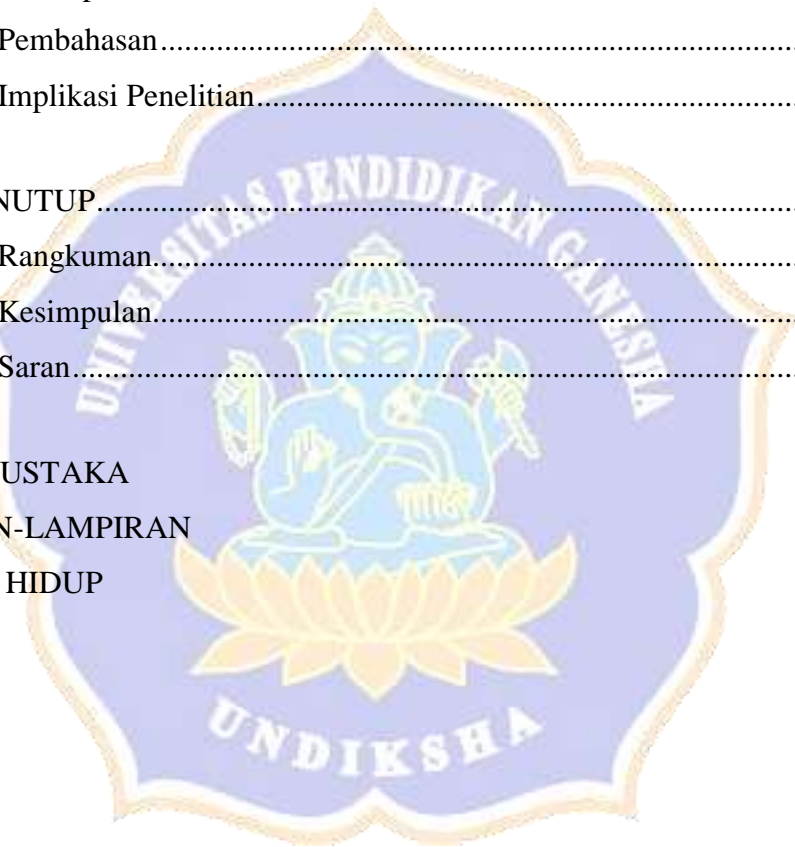 Pembahasan
Implikasi Penelitian
NUTUP
Rangkuman
Kesimpulan
Saran
USTAKA
N-LAMPIRAN
HIDUP
UNIVERSITAS PENDIDIKAN GANESHA
UNDIKSHA